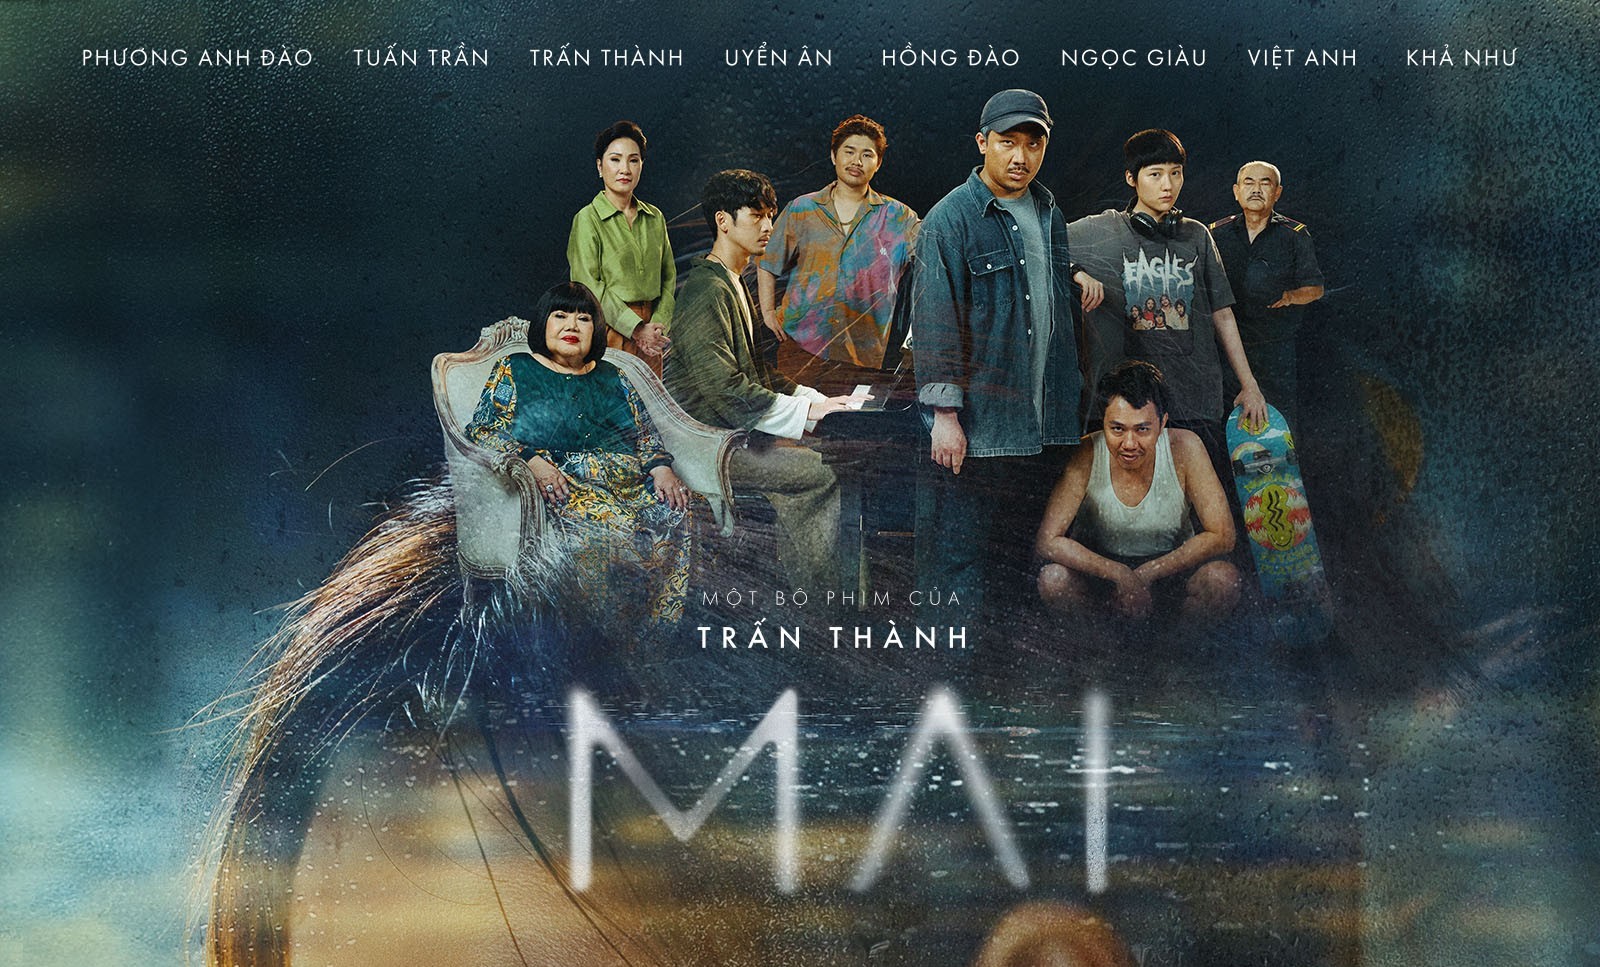 PHƯƠNG ANH ĐÀO TUẤN TRẦN TRẤN THÀNH UYỂN ÂN HỒNG ĐÀO NGỌC GIÀU VIỆT ANH KHẢ NHƯ
EAGLES
MỘT BỘ PHIM CỦA
TRẤN THÀNH
MAI